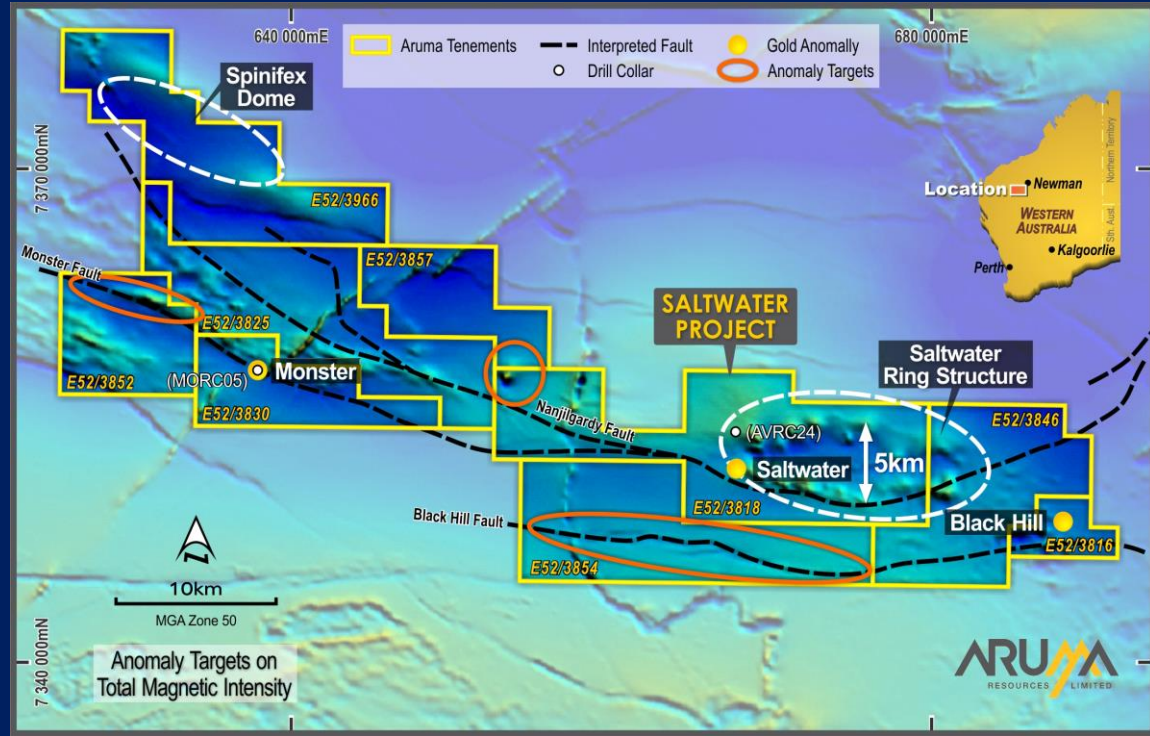 640 000mE
680 000mE
Aruma Tenements
Interpreted Fault
Gold Anomally
Drill Collar
Anomaly Targets
Spinifex
Dome
7 370 000mN
E52/3966
Location
Newman
WESTERN
AUSTRALIA
Kalgoorlie
Perth
Northern Territory
Sth. Aust.
Monster Fault
E52/3857
E52/3825
SALTWATER
PROJECT
Saltwater
Ring Structure
E52/3852
(MORC05)
Monster
E52/3830
Nanjilgardy Fault
E52/3846
(AVRC24)
Saltwater
5km
E52/3818
Black Hill
Black Hill Fault
E52/3816
E52/3854
N
10km
MGA Zone 50
Anomaly Targets on
Total Magnetic Intensity
7 340 000mN
ARUMA
RESOURCES LIMITED